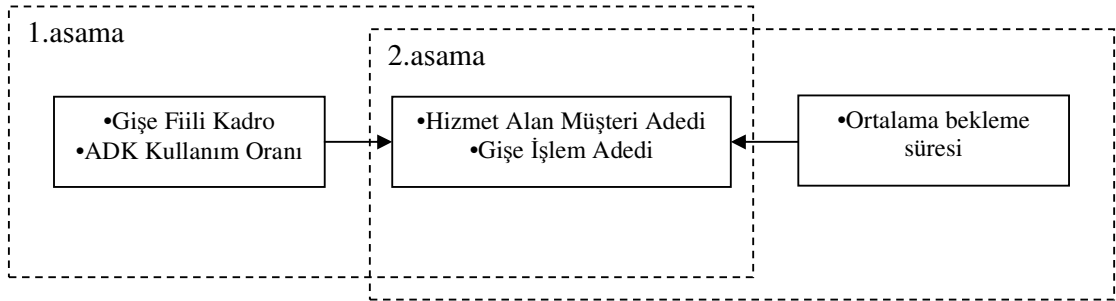 1.asama
2.asama
•Gişe Fiili Kadro
•ADK Kullanım Oranı
•Hizmet Alan Müşteri Adedi
•Gişe İşlem Adedi
•Ortalama bekleme
süresi